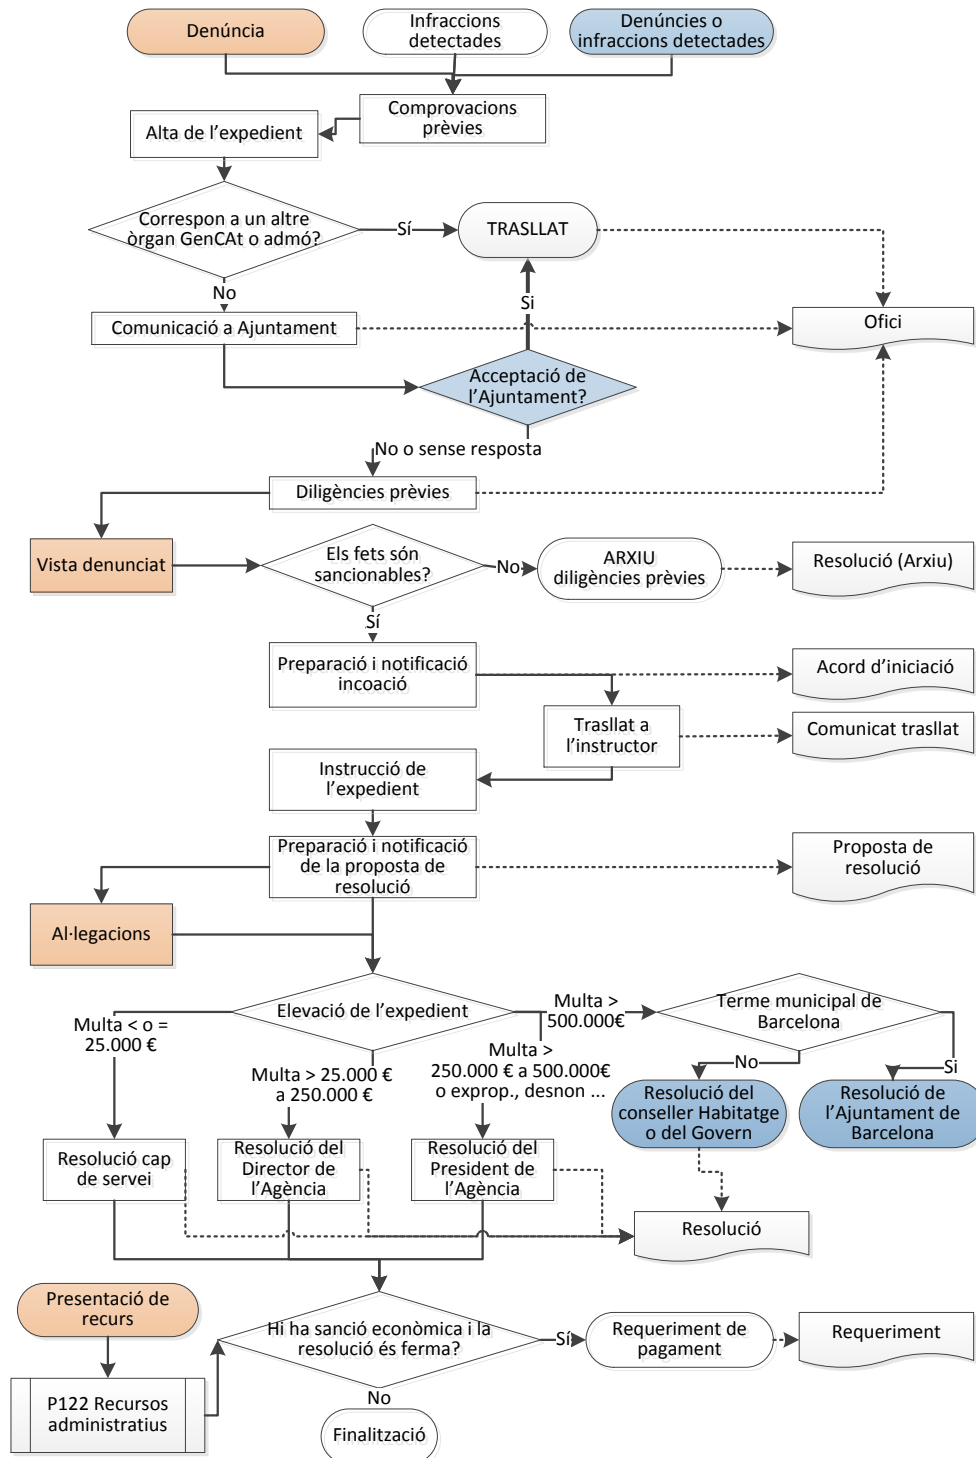 Denúncia
Infraccions
detectades
Denúncies o
infraccions detectades
Comprovacions
prèvies
Alta de l'expedient
Correspon a un altre
òrgan GenCAt o admó?
Sí
TRASLLAT
No
Si
Comunicació a Ajuntament
Ofici
Acceptació de
l'Ajuntament?
No o sense resposta
Diligències prèvies
Vista denunciat
Els fets són
sancionables?
No
ARXIU
diligències prèvies
Resolució (Arxiu)
Sí
Preparació i notificació
incoació
Acord d'iniciació
Trasllat a
l'instructor
Comunicat trasllat
Instrucció de
l'expedient
Preparació i notificació
de la proposta de
resolució
Proposta de
resolució
Al·legacions
Elevació de l'expedient
Multa >
500.000€
Terme municipal de
Barcelona
Multa < o =
25.000 €
Multa > 25.000 €
a 250.000 €
Multa >
250.000 € a 500.000€
o exprop., desnon ...
No
Si
Resolució del
conseller Habitatge
o del Govern
Resolució de
l'Ajuntament de
Barcelona
Resolució cap
de servei
Resolució del
Director de
l'Agència
Resolució del
President de
l'Agència
Resolució
Presentació de
recurs
Hi ha sanció econòmica i la
resolució és ferma?
Sí
Requeriment de
pagament
Requeriment
P122 Recursos
administratius
No
Finalització